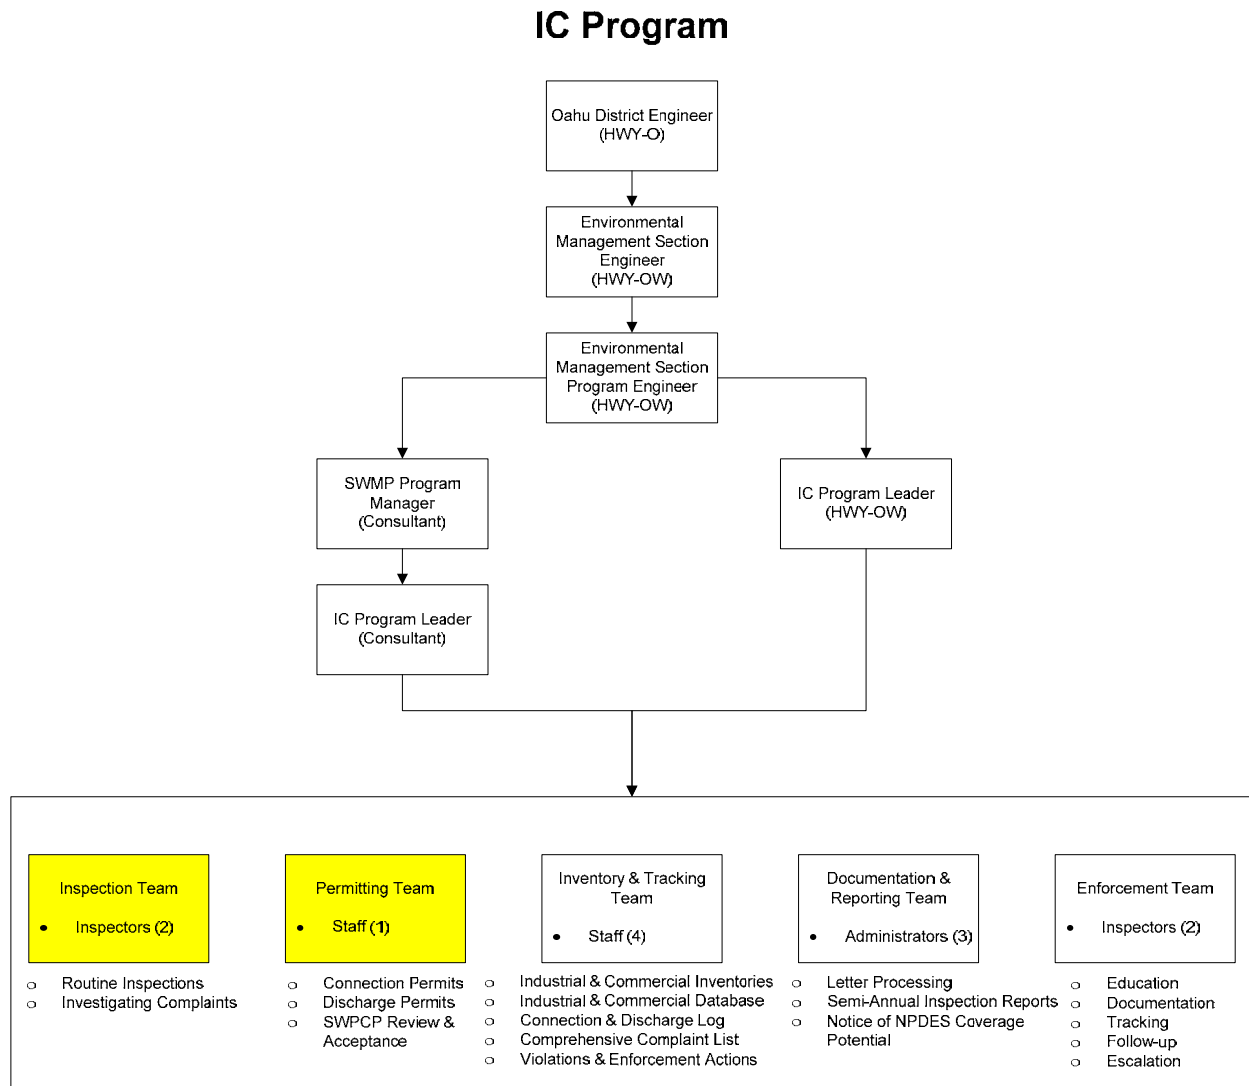 IC Program
Oahu District Engineer
(HWY-O)
Environmental
Management Section
Engineer
(HWY-OW)
Environmental
Management Section
Program Engineer
(HWY-OW)
SWMP Program
Manager
(Consultant)
IC Program Leader
(HWY-OW)
IC Program Leader
(Consultant)
Inspection Team
• Inspectors (2)
o Routine Inspections
o Investigating Complaints
Permitting Team
• Staff (1)
o Connection Permits
o Discharge Permits
o SWPCP Review &
Acceptance
Inventory & Tracking
Team
• Staff (4)
o Industrial & Commercial Inventories
o Industrial & Commercial Database
o Connection & Discharge Log
o Comprehensive Complaint List
o Violations & Enforcement Actions
Documentation &
Reporting Team
• Administrators (3)
o Letter Processing
o Semi-Annual Inspection Reports
o Notice of NPDES Coverage
Potential
Enforcement Team
• Inspectors (2)
o Education
o Documentation
o Tracking
o Follow-up
o Escalation